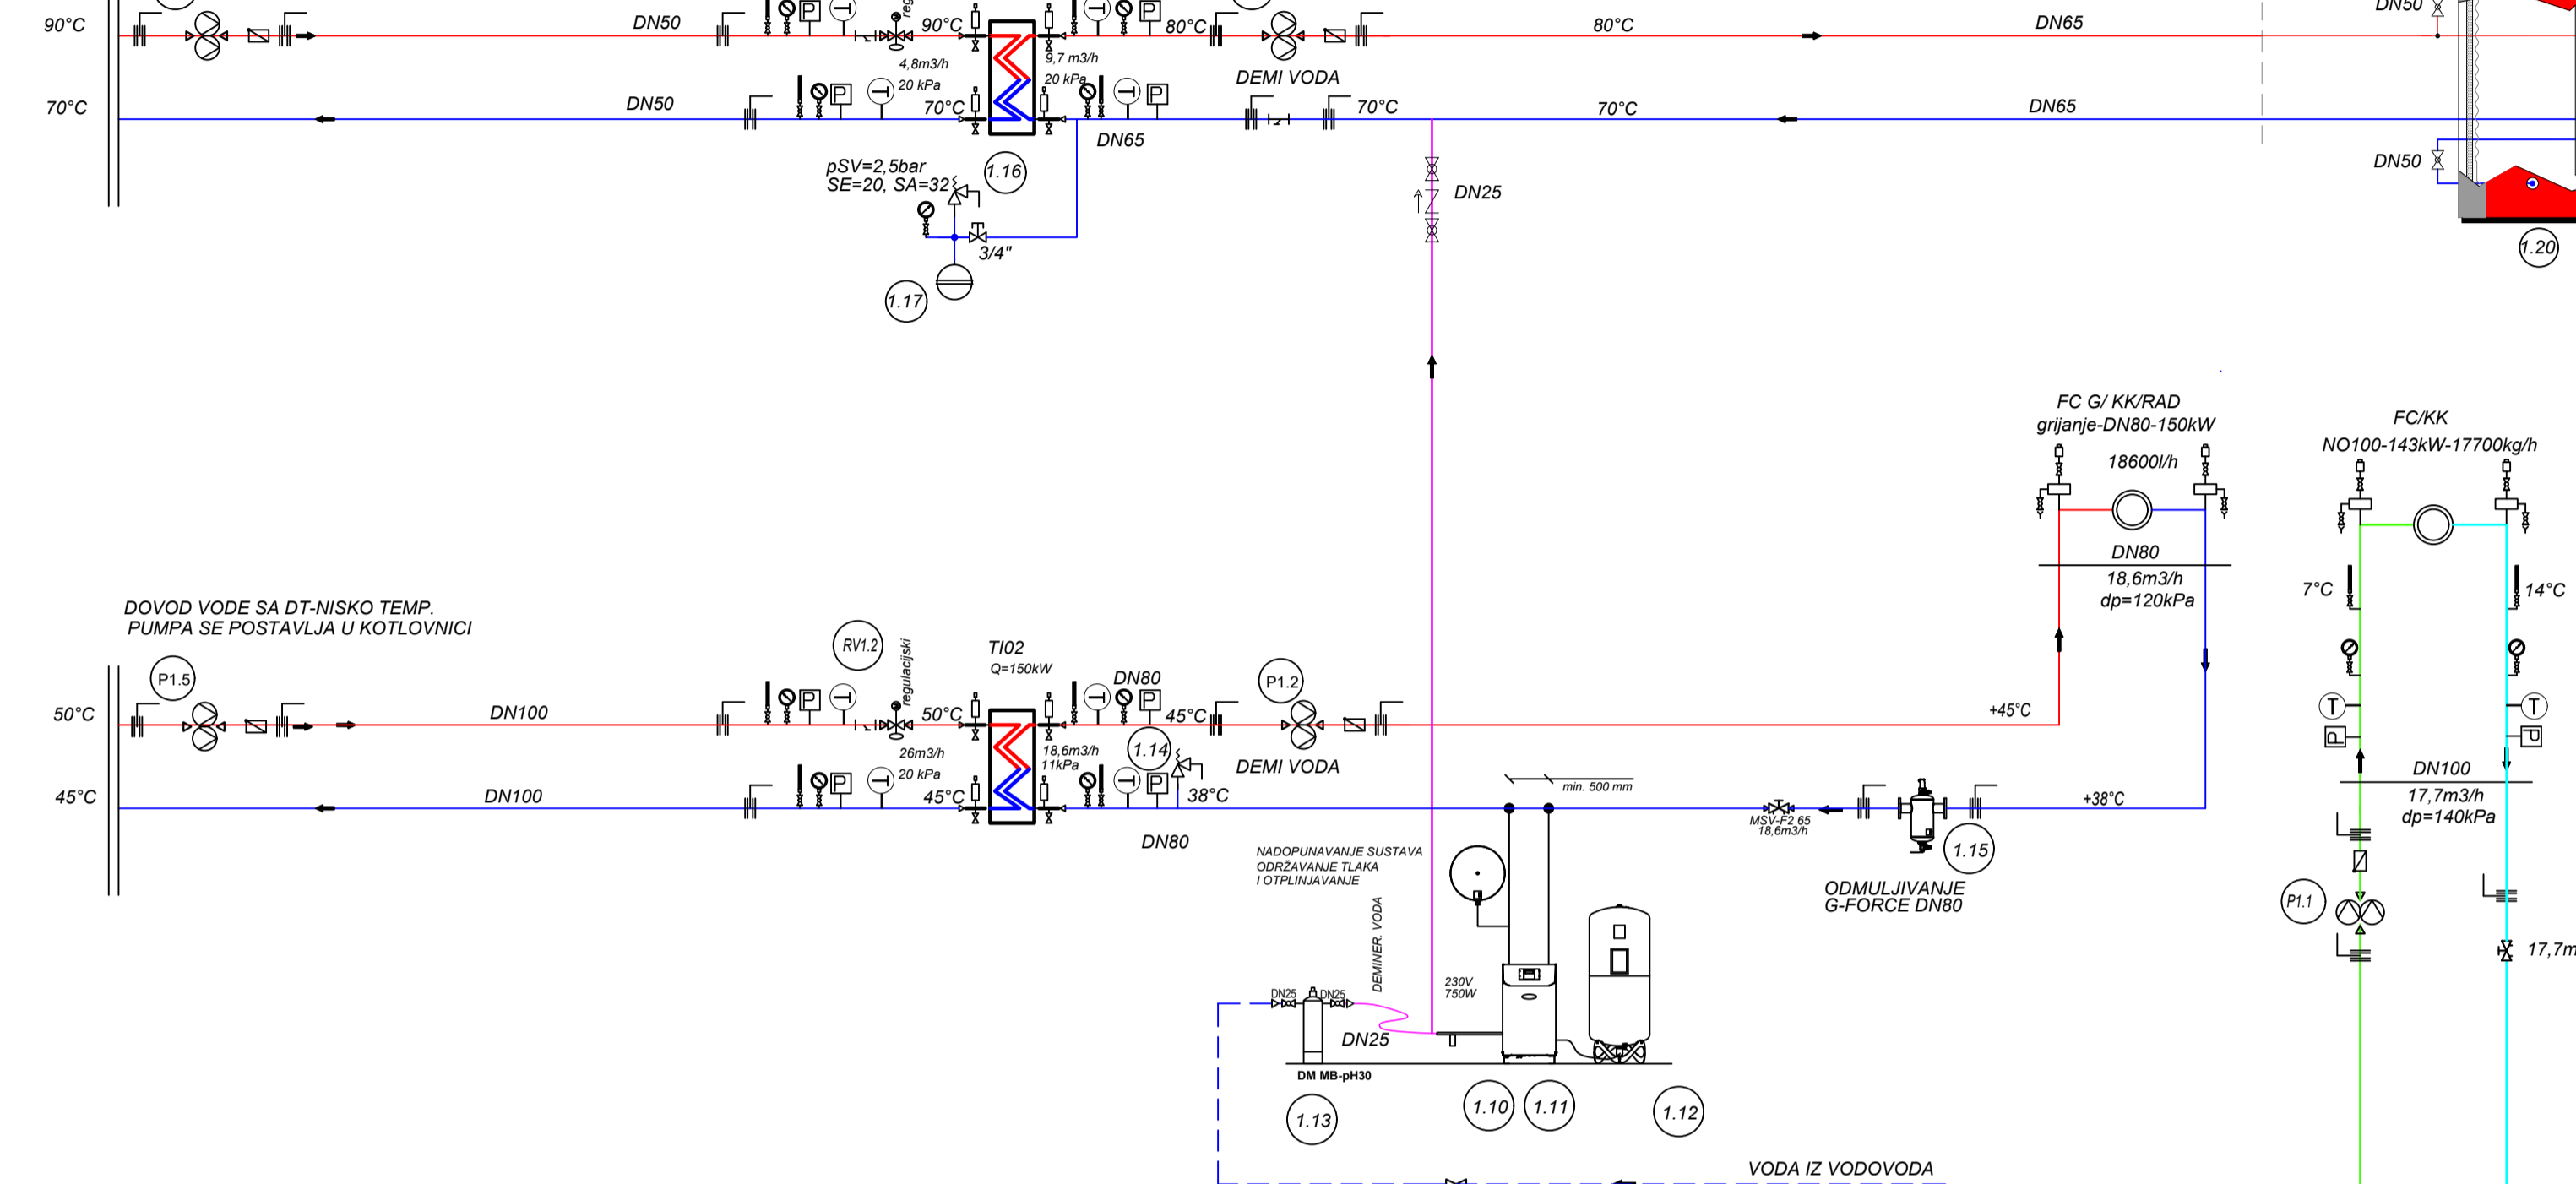 90°C
DN50
P
T
90°C
80°C
P
T
80°C
DN65
DN50
4,8m3/h
20 kPa
9,7 m3/h
20 kPa
DEMI VODA
70°C
DN50
P
T
70°C
T
P
70°C
70°C
DN65
DN65
DN50
pSV=2,5bar
SE=20, SA=32
1.16
DN25
3/4"
1.17
1.20
FC G/ KK/RAD
grijanje-DN80-150kW
18600l/h
FC/KK
NO100-143kW-17700kg/h
DN80
18,6m3/h
dp=120kPa
7°C
14°C
DOVOD VODE SA DT-NISKO TEMP.
PUMPA SE POSTAVLJA U KOTLOVNICI
P1.5
RV1.2
regulacijski
TI02
Q=150kW
DN80
P1.2
50°C
DN100
P
T
50°C
T
P
45°C
+45°C
T
T
P
P
26m3/h
20 kPa
18,6m3/h
11kPa
1.14
DEMI VODA
45°C
DN100
P
T
45°C
T
P
38°C
min. 500 mm
MSV-F2 65
18,6m3/h
+38°C
DN100
17,7m3/h
dp=140kPa
DN80
1.15
NADOPUNAVANJE SUSTAVA
ODRŽAVANJE TLAKA
I OTPLINJAVANJE
ODMULJIVANJE
G-FORCE DN80
P1.1
DEMINER. VODA
230V
750W
DN25
DN25
DN25
DM MB-pH30
1.13
1.10
1.11
1.12
VODA IZ VODOVODA